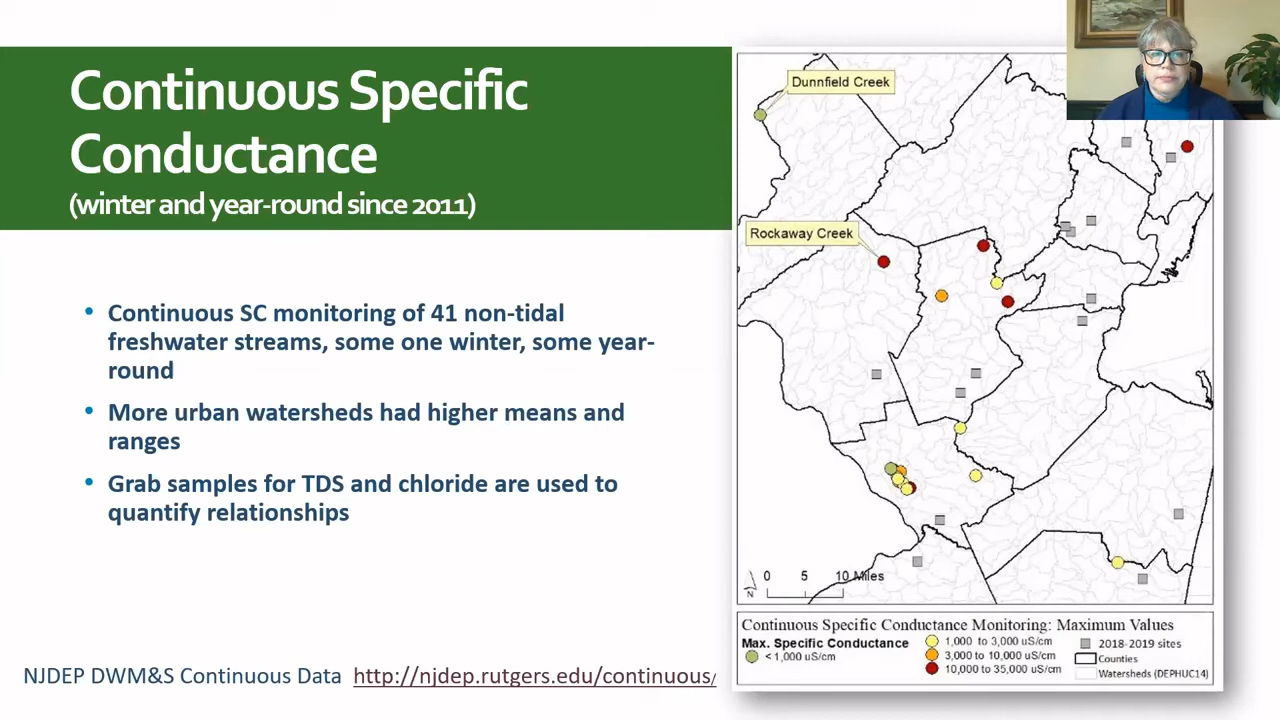 Continuous Specific
Conductance
(winter and year-round since 2011)
• Continuous SC monitoring of 41 non-tidal
freshwater streams, some one winter, some year-
round
• More urban watersheds had higher means and
ranges
• Grab samples for TDS and chloride are used to
quantify relationships
NJDEP DWM&S Continuous Data http://njdep.rutgers.edu/continuous/
Dunnfield Creek
Rockaway Creek
0 5 10 Miles
N
Continuous Specific Conductance Monitoring: Maximum Values
Max. Specific Conductance
< 1,000 uS/cm
1,000 to 3,000 uS/cm
3,000 to 10,000 uS/cm
10,000 to 35,000 uS/cm
2018-2019 sites
Counties
Watersheds (DEPHUC14)